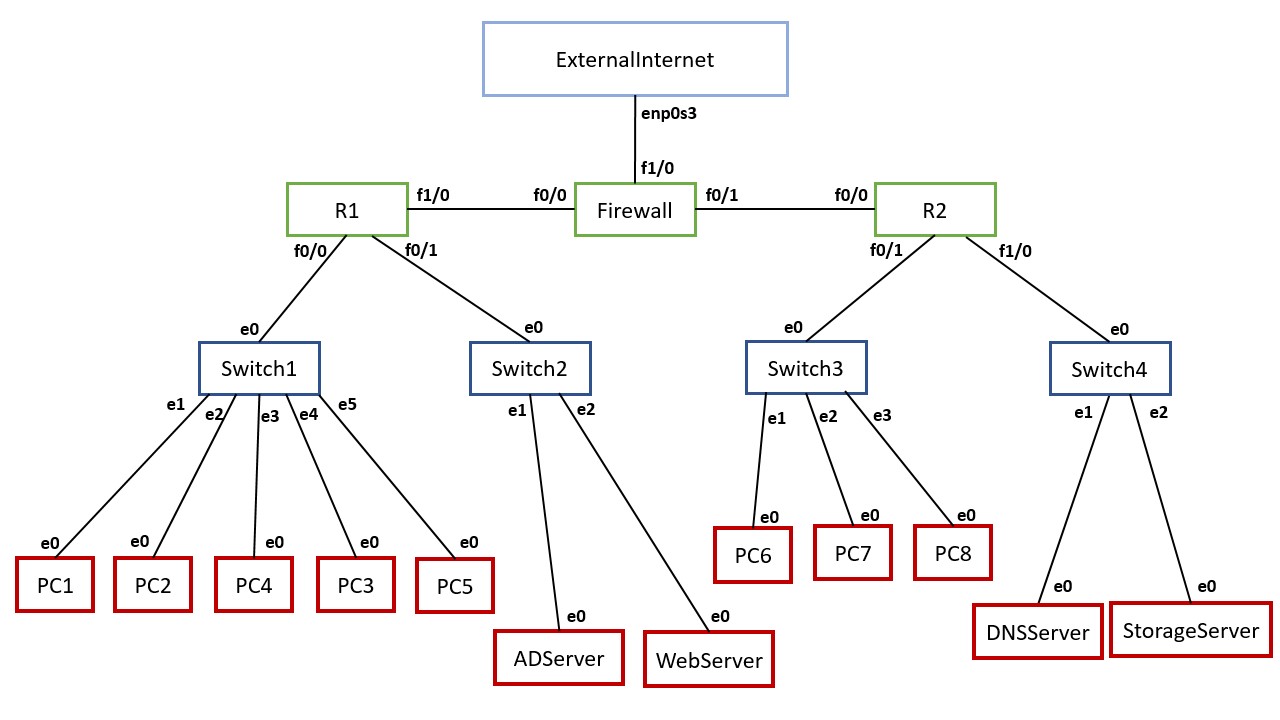 ExternalInternet
enp0s3
f1/0
R1
f1/0
f0/0
Firewall
f0/1
f0/0
R2
f0/0
f0/1
f0/1
f1/0
e0
e0
e0
e0
Switch1
Switch2
Switch3
Switch4
e1
e2
e3
e4
e5
e1
e2
e1
e2
e3
e1
e2
e0
e0
e0
e0
e0
e0
e0
e0
PC1
PC2
PC4
PC3
PC5
PC6
PC7
PC8
e0
e0
e0
e0
ADServer
WebServer
DNSServer
StorageServer